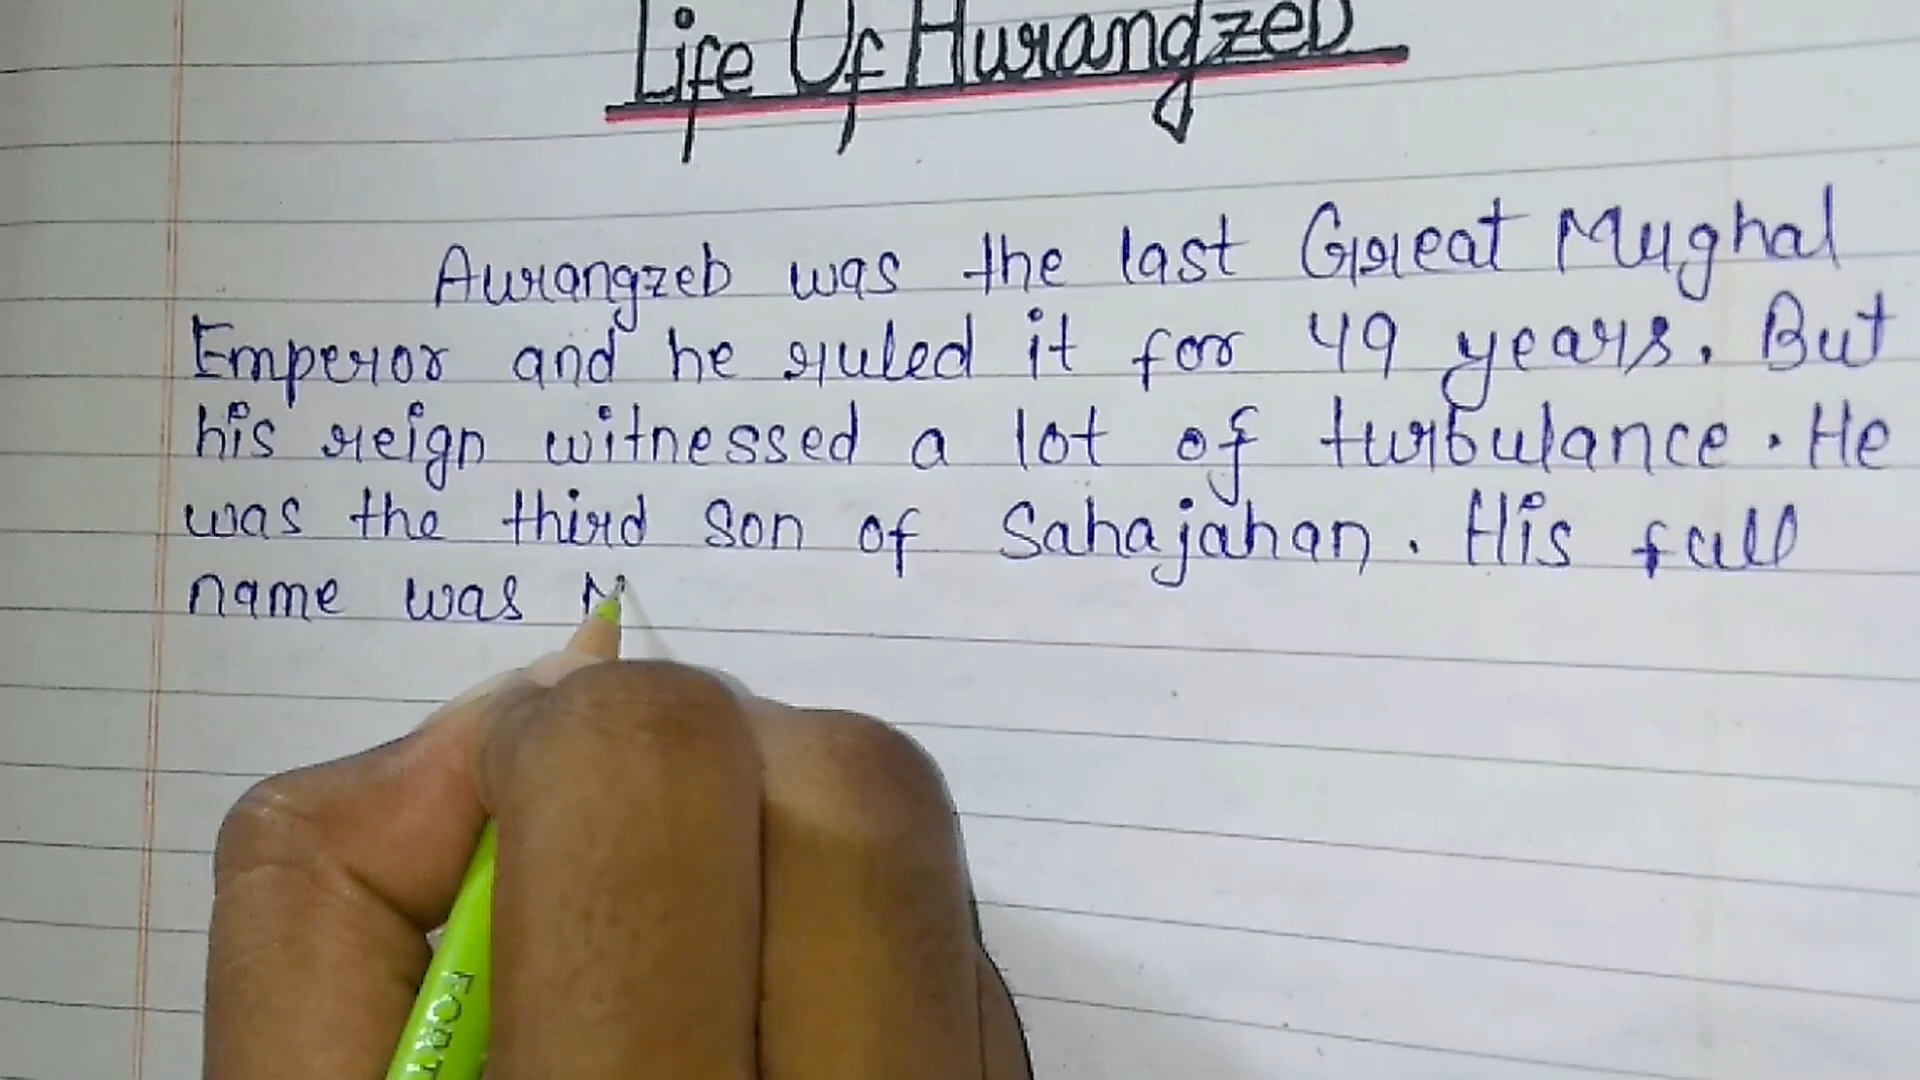 Life Of Aurangzeb
Aurangzeb was the last Great Mughal
Emperor and he ruled it for 49 years. But
his reign witnessed a lot of turbulance. He
was the third son of Sahajahan. His full
name was
FORT